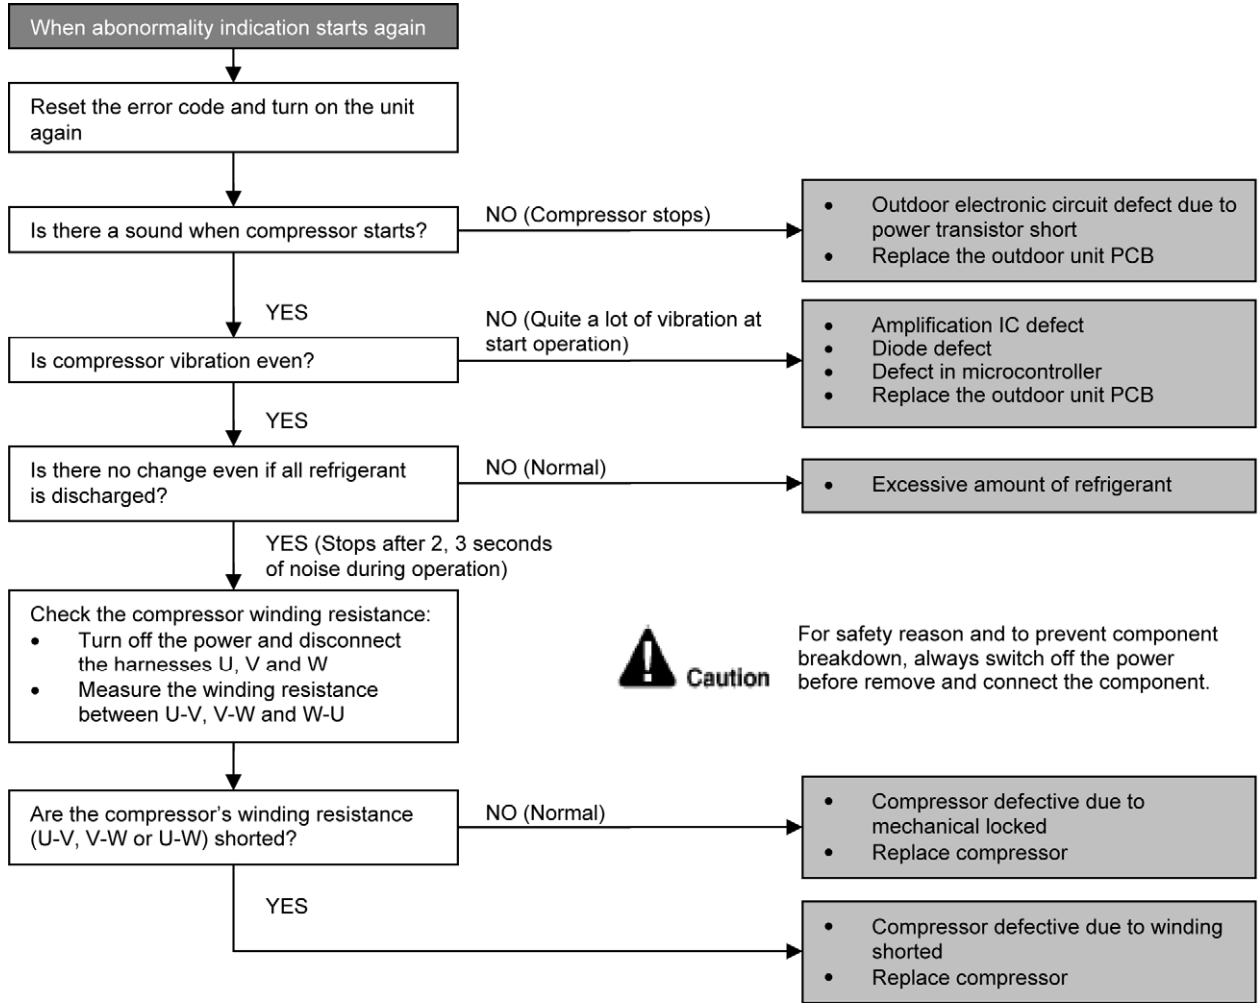 When abonormality indication starts again
Reset the error code and turn on the unit
again
Is there a sound when compressor starts?
NO (Compressor stops)
• Outdoor electronic circuit defect due to
power transistor short
• Replace the outdoor unit PCB
YES
Is compressor vibration even?
NO (Quite a lot of vibration at
start operation)
• Amplification IC defect
• Diode defect
• Defect in microcontroller
• Replace the outdoor unit PCB
YES
Is there no change even if all refrigerant
is discharged?
NO (Normal)
• Excessive amount of refrigerant
YES (Stops after 2, 3 seconds
of noise during operation)
Check the compressor winding resistance:
• Turn off the power and disconnect
the harnesses U, V and W
• Measure the winding resistance
between U-V, V-W and W-U
Caution
For safety reason and to prevent component
breakdown, always switch off the power
before remove and connect the component.
Are the compressor’s winding resistance
(U-V, V-W or U-W) shorted?
NO (Normal)
• Compressor defective due to
mechanical locked
• Replace compressor
YES
• Compressor defective due to winding
shorted
• Replace compressor